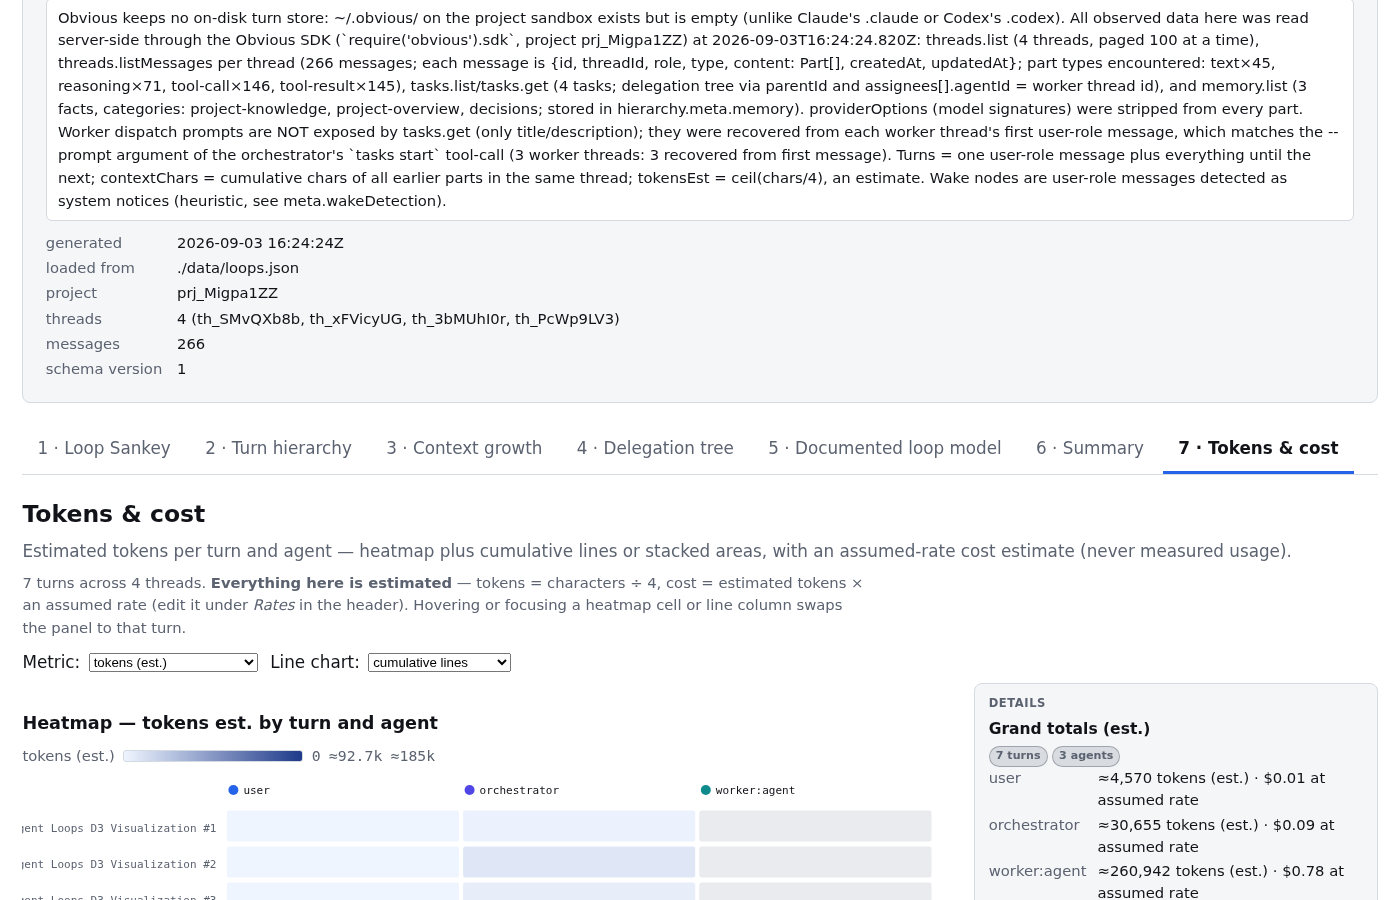 Obvious keeps no on-disk turn store: ~/.obvious/ on the project sandbox exists but is empty (unlike Claude's .claude or Codex's .codex). All observed data here was read
server-side through the Obvious SDK (`require('obvious').sdk`, project prj_Migpa1ZZ) at 2026-09-03T16:24:24.820Z: threads.list (4 threads, paged 100 at a time),
threads.listMessages per thread (266 messages; each message is {id, threadId, role, type, content: Part[], createdAt, updatedAt}; part types encountered: text×45,
reasoning×71, tool-call×146, tool-result×145), tasks.list/tasks.get (4 tasks; delegation tree via parentId and assignees[].agentId = worker thread id), and memory.list (3
facts, categories: project-knowledge, project-overview, decisions; stored in hierarchy.meta.memory). providerOptions (model signatures) were stripped from every part.
Worker dispatch prompts are NOT exposed by tasks.get (only title/description); they were recovered from each worker thread's first user-role message, which matches the --
prompt argument of the orchestrator's `tasks start` tool-call (3 worker threads: 3 recovered from first message). Turns = one user-role message plus everything until the
next; contextChars = cumulative chars of all earlier parts in the same thread; tokensEst = ceil(chars/4), an estimate. Wake nodes are user-role messages detected as
system notices (heuristic, see meta.wakeDetection).
generated 2026-09-03 16:24:24Z
loaded from ./data/loops.json
project prj_Migpa1ZZ
threads 4 (th_SMvQXb8b, th_xFVicyUG, th_3bMUhI0r, th_PcWp9LV3)
messages 266
schema version 1
1 · Loop Sankey 2 · Turn hierarchy 3 · Context growth 4 · Delegation tree 5 · Documented loop model 6 · Summary 7 · Tokens & cost
Tokens & cost
Estimated tokens per turn and agent — heatmap plus cumulative lines or stacked areas, with an assumed-rate cost estimate (never measured usage).
7 turns across 4 threads. Everything here is estimated — tokens = characters ÷ 4, cost = estimated tokens ×
an assumed rate (edit it under Rates in the header). Hovering or focusing a heatmap cell or line column swaps
the panel to that turn.
Metric: tokens (est.) Line chart: cumulative lines
Heatmap — tokens est. by turn and agent
tokens (est.) 0 ≈92.7k ≈185k
user orchestrator worker:agent
gent Loops D3 Visualization #1
gent Loops D3 Visualization #2
gent Loops D3 Visualization #3
DETAILS
Grand totals (est.)
7 turns 3 agents
user ≈4,570 tokens (est.) · $0.01 at
assumed rate
orchestrator ≈30,655 tokens (est.) · $0.09 at
assumed rate
worker:agent ≈260,942 tokens (est.) · $0.78 at
assumed rate